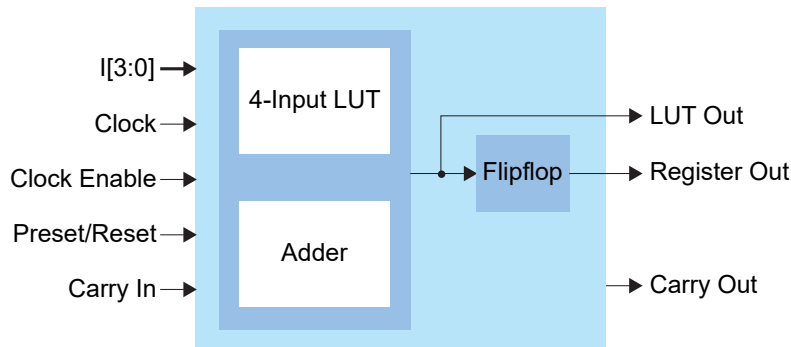 I[3:0]
Clock
Clock Enable
Preset/Reset
Carry In
4-Input LUT
Adder
Flipflop
LUT Out
Register Out
Carry Out